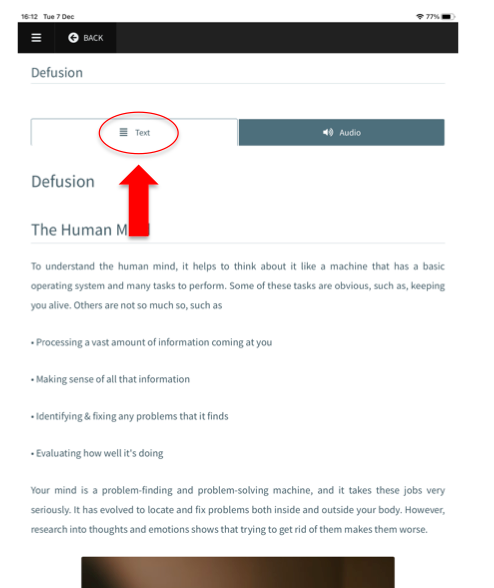 16:12 Tue 7 Dec
77%
BACK
Defusion
Text
Audio
Defusion
The Human M
To understand the human mind, it helps to think about it like a machine that has a basic
operating system and many tasks to perform. Some of these tasks are obvious, such as, keeping
you alive. Others are not so much so, such as
• Processing a vast amount of information coming at you
• Making sense of all that information
• Identifying & fixing any problems that it finds
• Evaluating how well it's doing
Your mind is a problem-finding and problem-solving machine, and it takes these jobs very
seriously. It has evolved to locate and fix problems both inside and outside your body. However,
research into thoughts and emotions shows that trying to get rid of them makes them worse.